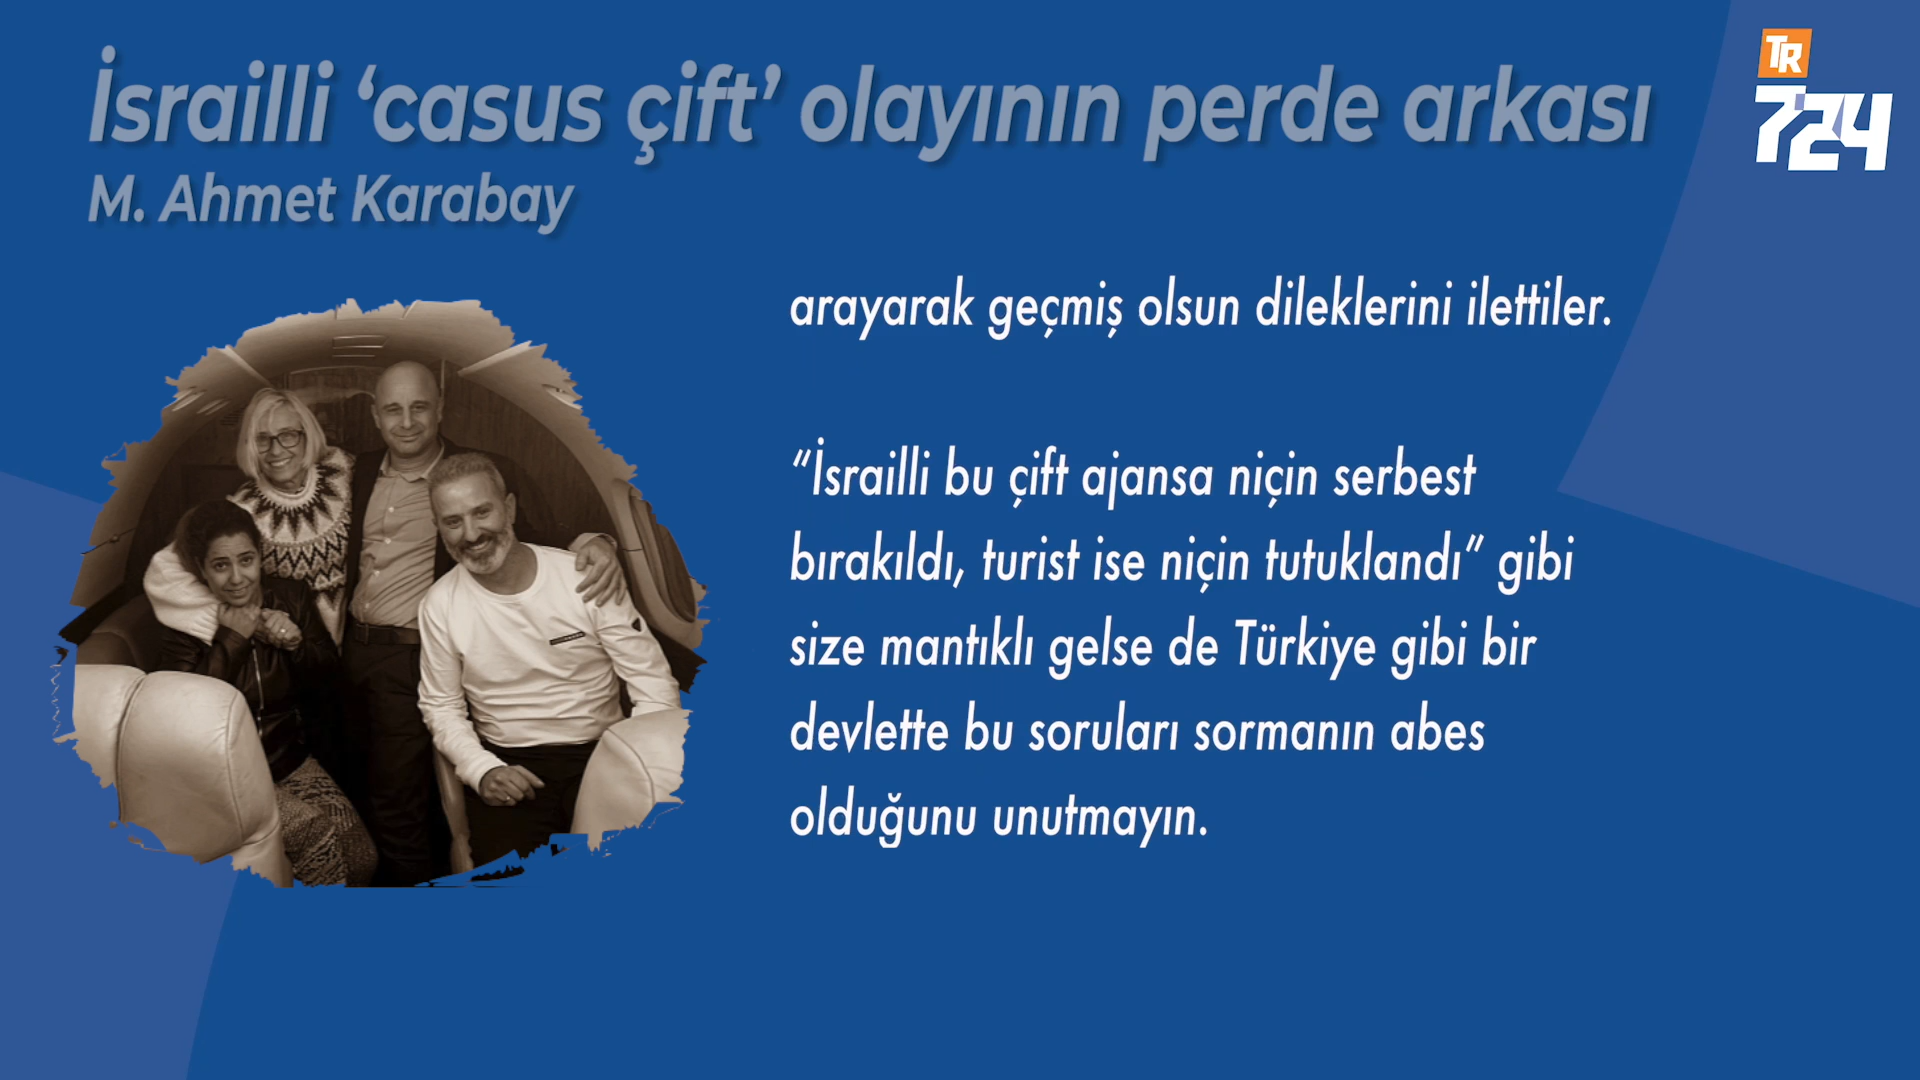 İsrailli ‘casus çift’ olayının perde arkası
M. Ahmet Karabay
TR
724
arayarak geçmiş olsun dileklerini ilettiler.
“İsrailli bu çift ajansa niçin serbest
bırakıldı, turist ise niçin tutuklandı” gibi
size mantıklı gelse de Türkiye gibi bir
devlette bu soruları sormanın abes
olduğunu unutmayın.